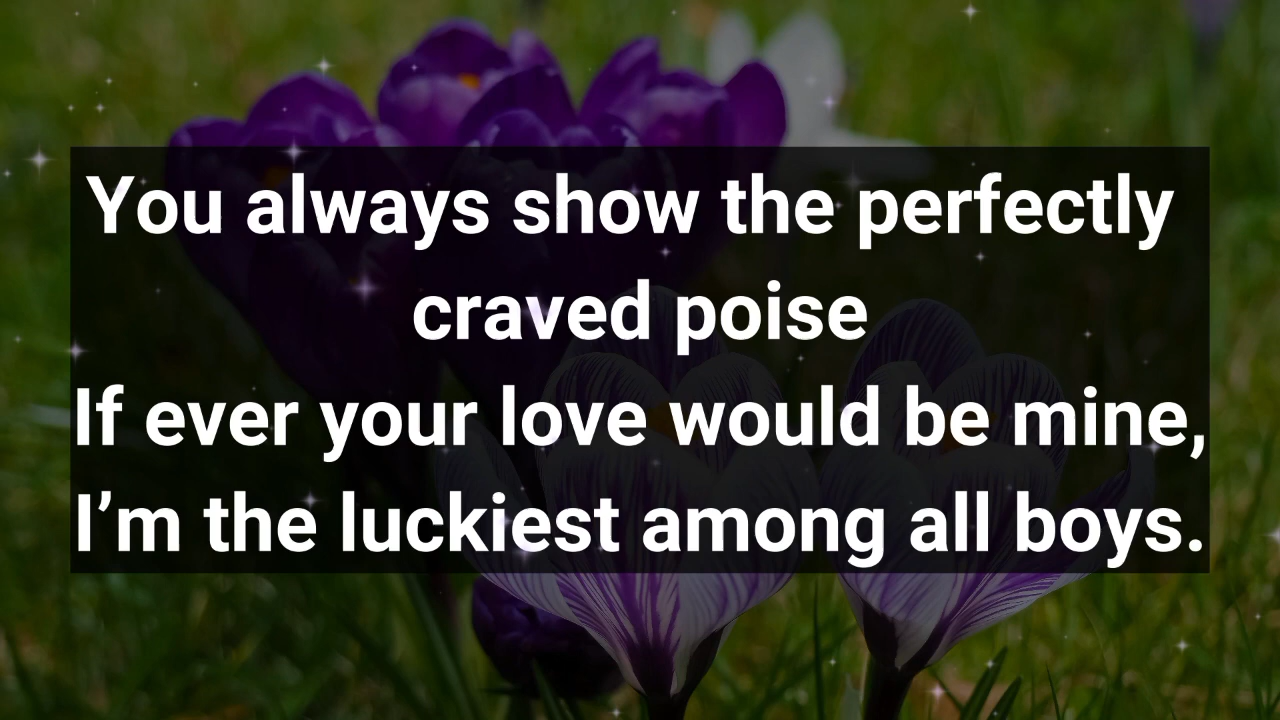 You always show the perfectly
craved poise
If ever your love would be mine,
I’m the luckiest among all boys.